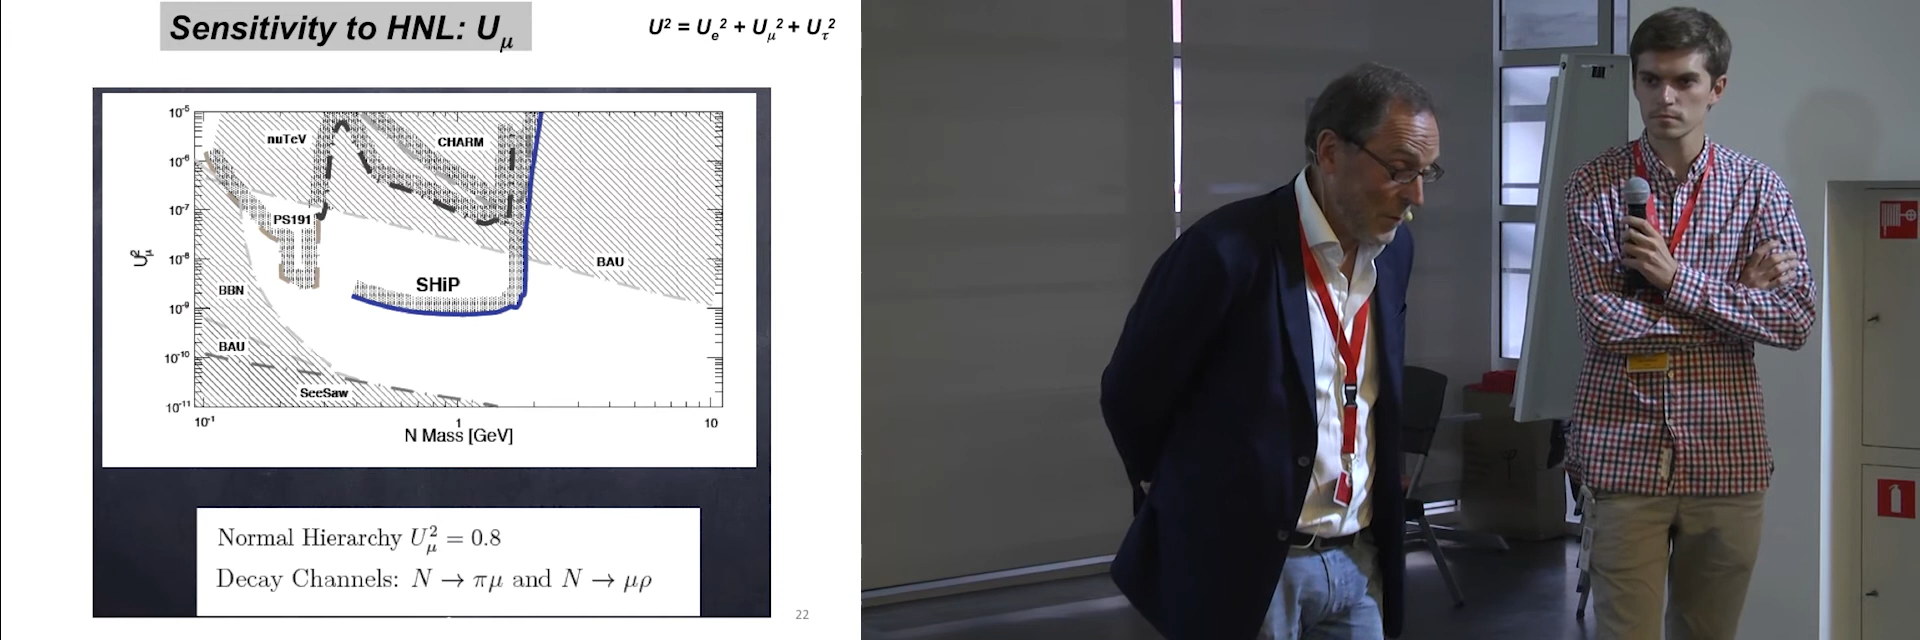 Sensitivity to HNL: Uμ
U² = Uₑ² + Uμ² + Uτ²
10⁻⁵
nuTeV
CHARM
10⁻⁶
10⁻⁷
PS191
Uμ²
10⁻⁸
BAU
BBN
SHiP
10⁻⁹
BAU
10⁻¹⁰
SeeSaw
10⁻¹¹
10⁻¹ 1 10
N Mass [GeV]
Normal Hierarchy Uμ² = 0.8
Decay Channels: N → πμ and N → μρ
22